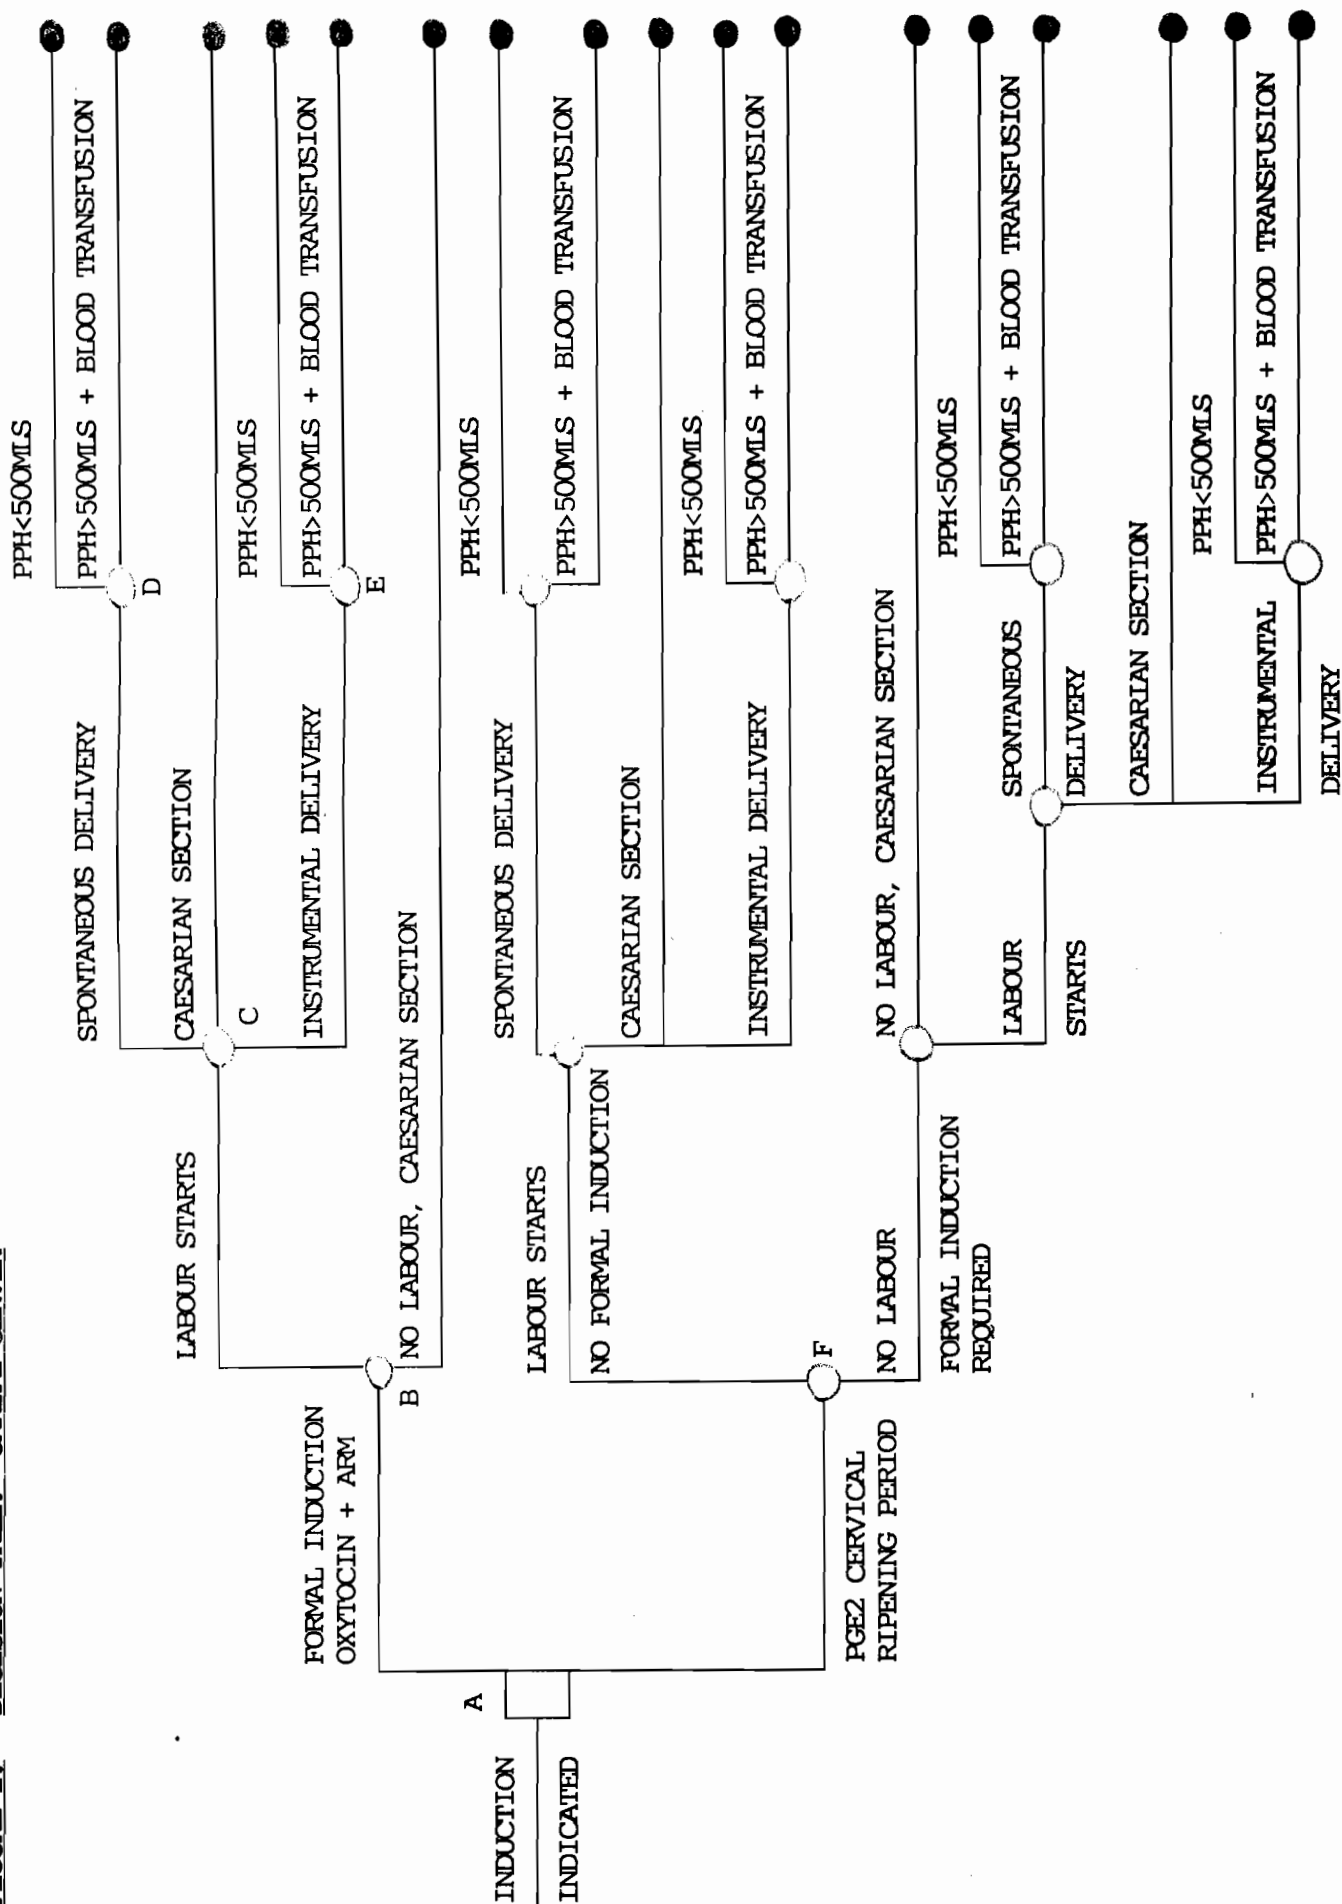 INDUCTION
INDICATED
A
FORMAL INDUCTION
OXYTOCIN + ARM
B
LABOUR STARTS
NO LABOUR, CAESARIAN SECTION
SPONTANEOUS DELIVERY
CAESARIAN SECTION
C
INSTRUMENTAL DELIVERY
PPH<500MLS
PPH>500MLS + BLOOD TRANSFUSION
D
PPH<500MLS
PPH>500MLS + BLOOD TRANSFUSION
E
PGE2 CERVICAL
RIPENING PERIOD
F
LABOUR STARTS
NO FORMAL INDUCTION
NO LABOUR
FORMAL INDUCTION
REQUIRED
SPONTANEOUS DELIVERY
CAESARIAN SECTION
INSTRUMENTAL DELIVERY
PPH<500MLS
PPH>500MLS + BLOOD TRANSFUSION
PPH<500MLS
PPH>500MLS + BLOOD TRANSFUSION
NO LABOUR, CAESARIAN SECTION
LABOUR
STARTS
SPONTANEOUS
DELIVERY
CAESARIAN SECTION
INSTRUMENTAL
DELIVERY
PPH<500MLS
PPH>500MLS + BLOOD TRANSFUSION
PPH<500MLS
PPH>500MLS + BLOOD TRANSFUSION